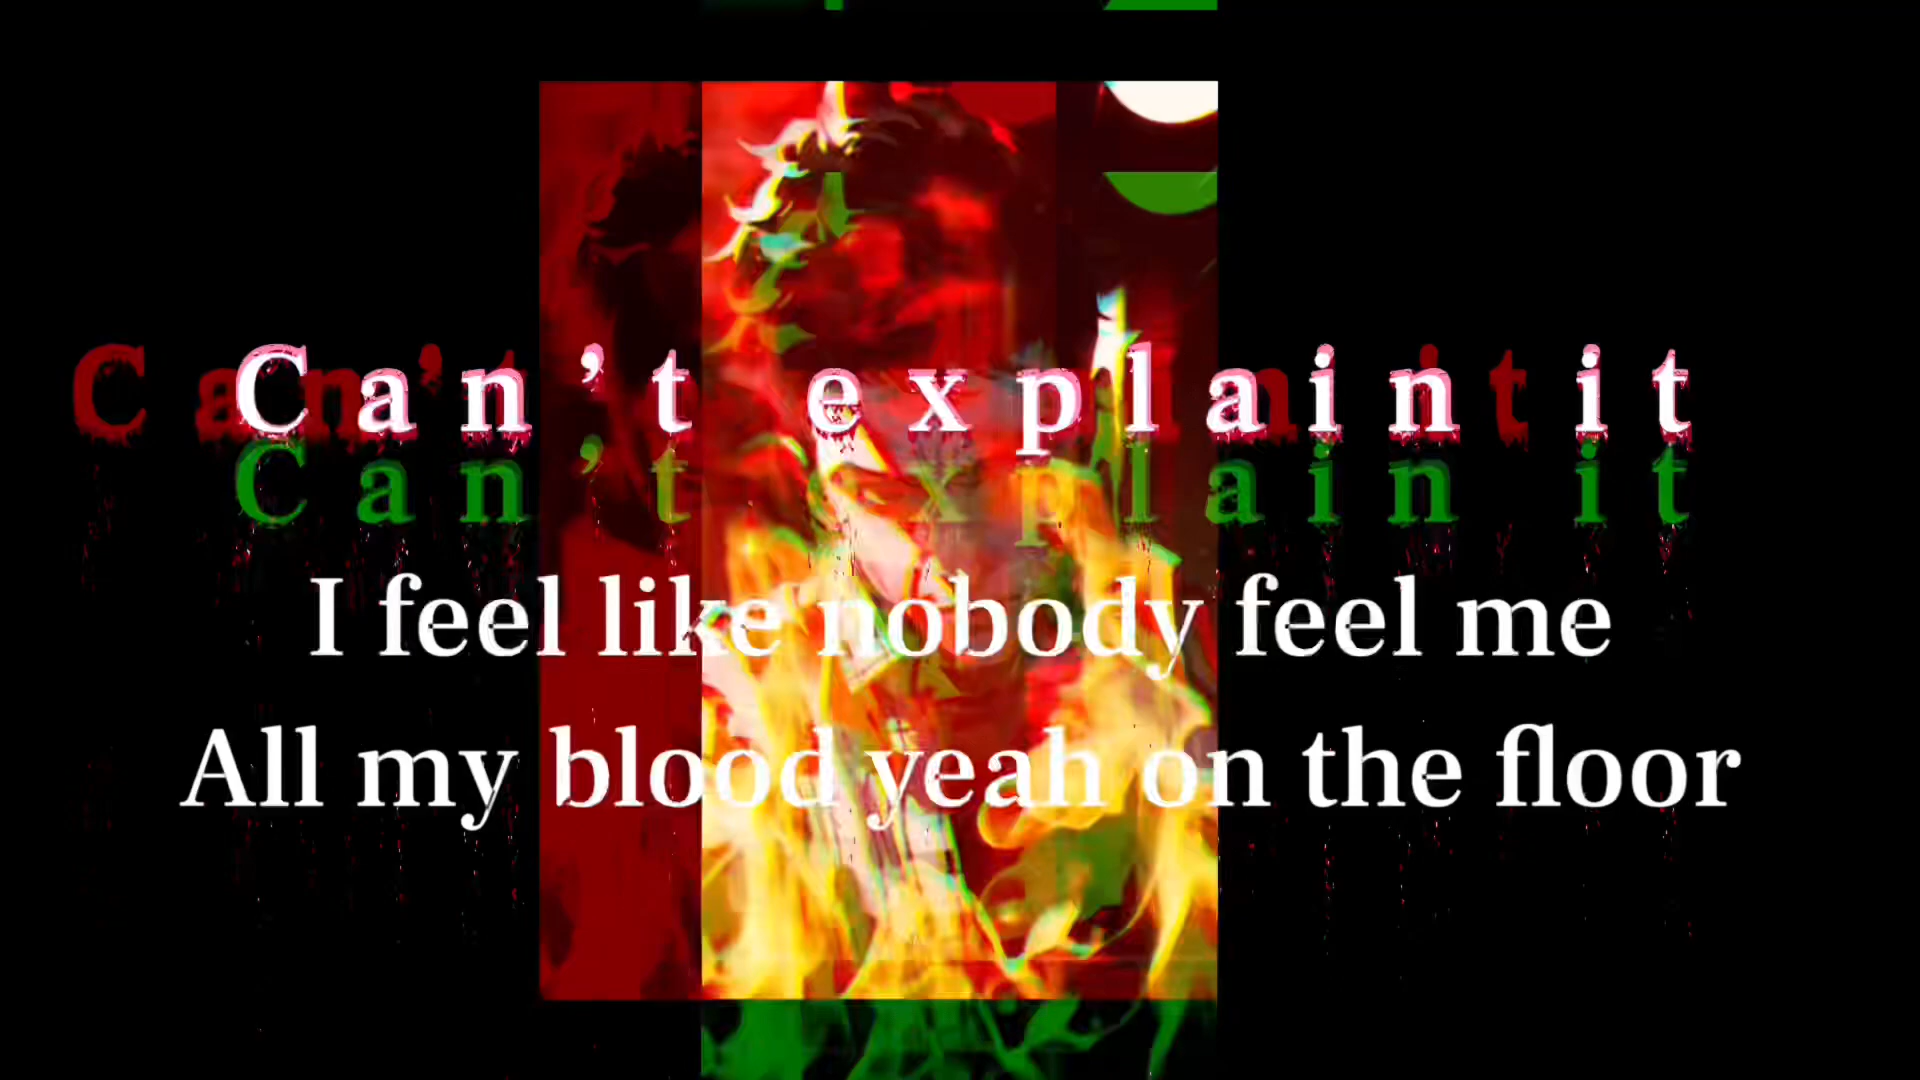 Can’t explain it
Can’t explain it
I feel like nobody feel me
All my blood yeah on the floor